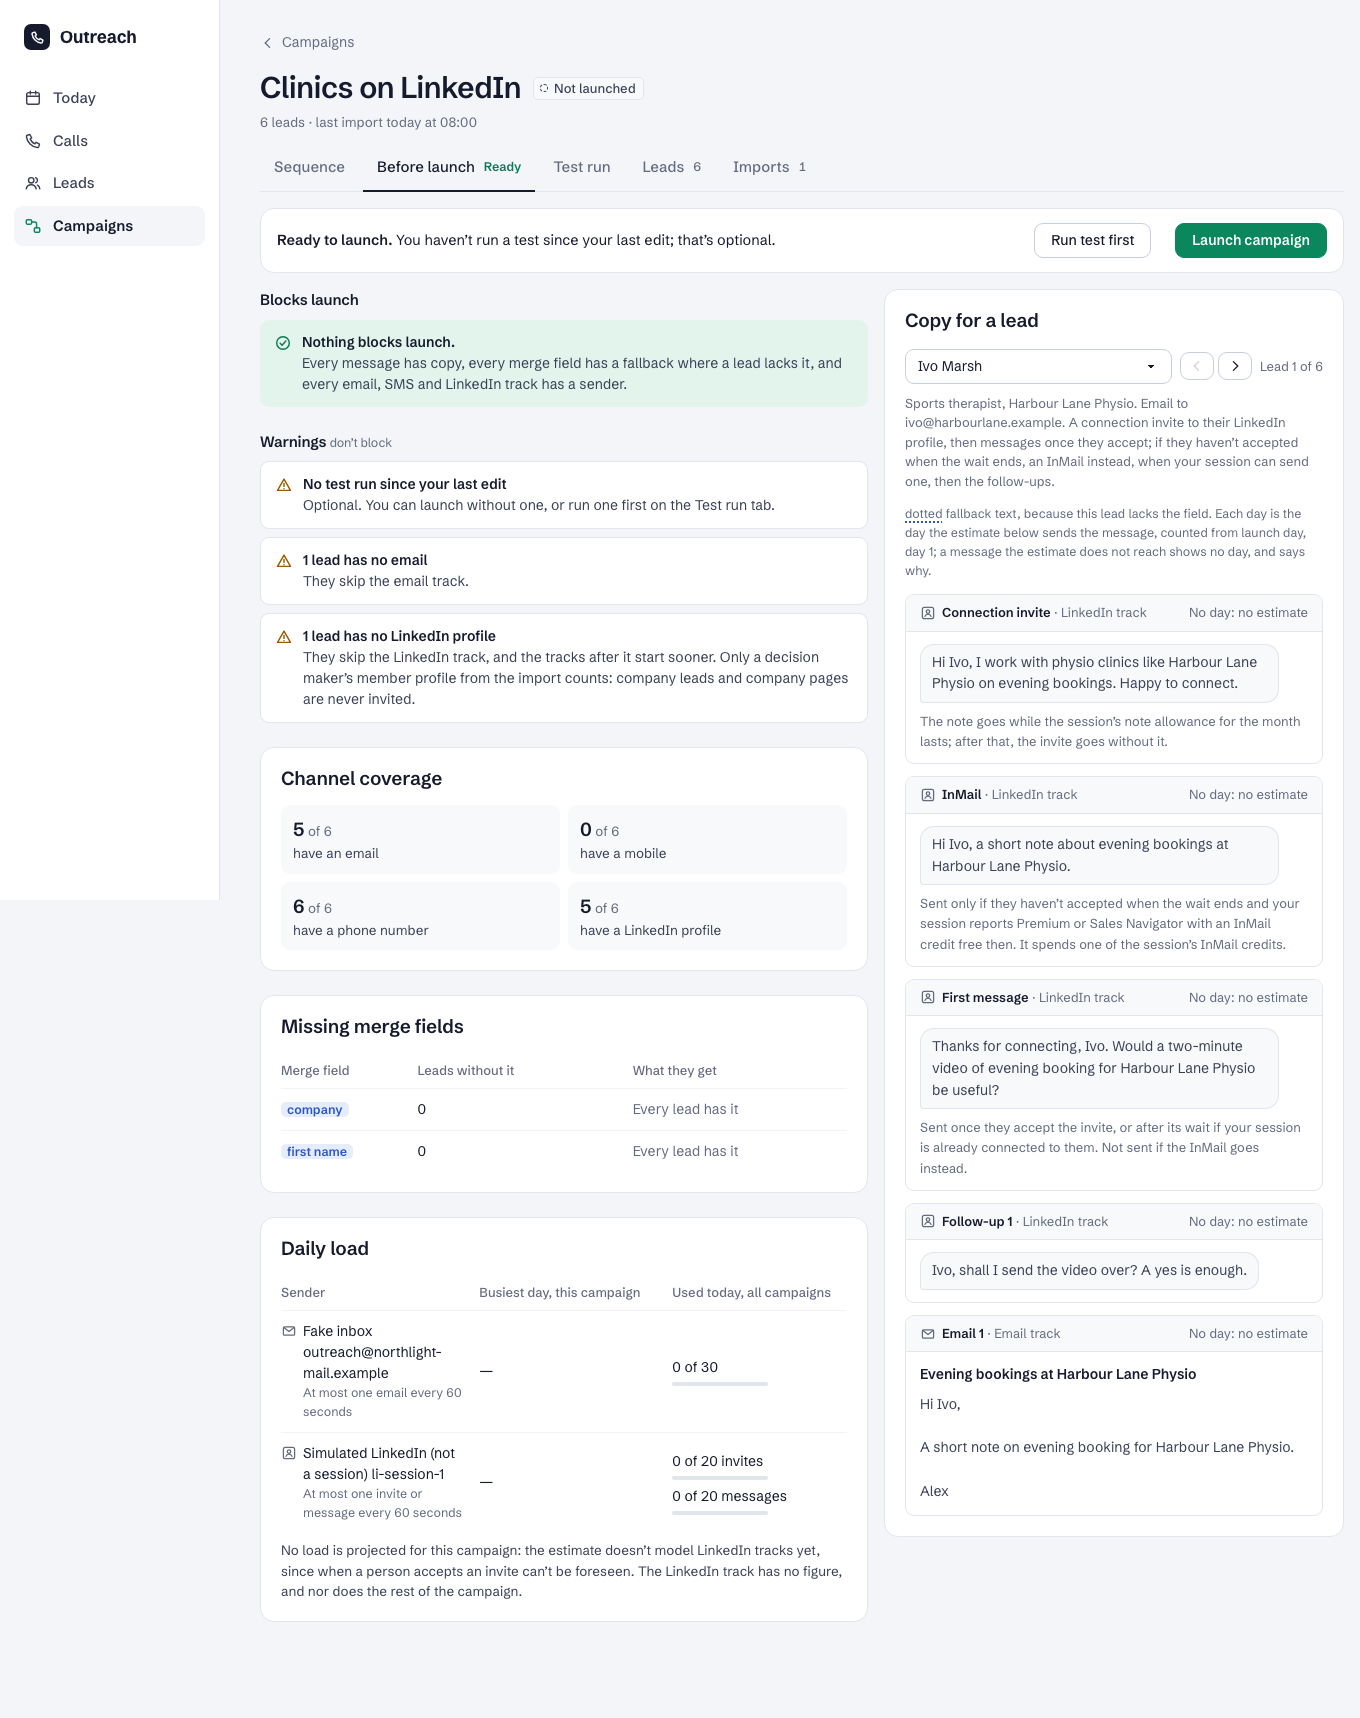 Outreach
Today
Calls
Leads
Campaigns
Campaigns
Clinics on LinkedIn
Not launched
6 leads · last import today at 08:00
Sequence
Before launch Ready
Test run
Leads 6
Imports 1
Ready to launch. You haven’t run a test since your last edit; that’s optional.
Run test first
Launch campaign
Blocks launch
Nothing blocks launch.
Every message has copy, every merge field has a fallback where a lead lacks it, and
every email, SMS and LinkedIn track has a sender.
Warnings don’t block
No test run since your last edit
Optional. You can launch without one, or run one first on the Test run tab.
1 lead has no email
They skip the email track.
1 lead has no LinkedIn profile
They skip the LinkedIn track, and the tracks after it start sooner. Only a decision
maker’s member profile from the import counts: company leads and company pages
are never invited.
Channel coverage
5 of 6
have an email
0 of 6
have a mobile
6 of 6
have a phone number
5 of 6
have a LinkedIn profile
Missing merge fields
Merge field
Leads without it
What they get
company
0
Every lead has it
first name
0
Every lead has it
Daily load
Sender
Busiest day, this campaign
Used today, all campaigns
Fake inbox
outreach@northlight-
mail.example
At most one email every 60
seconds
—
0 of 30
Simulated LinkedIn (not
a session) li-session-1
At most one invite or
message every 60 seconds
—
0 of 20 invites
0 of 20 messages
No load is projected for this campaign: the estimate doesn’t model LinkedIn tracks yet,
since when a person accepts an invite can’t be foreseen. The LinkedIn track has no figure,
and nor does the rest of the campaign.
Copy for a lead
Ivo Marsh
Lead 1 of 6
Sports therapist, Harbour Lane Physio. Email to
ivo@harbourlane.example. A connection invite to their LinkedIn
profile, then messages once they accept; if they haven’t accepted
when the wait ends, an InMail instead, when your session can send
one, then the follow-ups.
dotted fallback text, because this lead lacks the field. Each day is the
day the estimate below sends the message, counted from launch day,
day 1; a message the estimate does not reach shows no day, and says
why.
Connection invite · LinkedIn track
No day: no estimate
Hi Ivo, I work with physio clinics like Harbour Lane
Physio on evening bookings. Happy to connect.
The note goes while the session’s note allowance for the month
lasts; after that, the invite goes without it.
InMail · LinkedIn track
No day: no estimate
Hi Ivo, a short note about evening bookings at
Harbour Lane Physio.
Sent only if they haven’t accepted when the wait ends and your
session reports Premium or Sales Navigator with an InMail
credit free then. It spends one of the session’s InMail credits.
First message · LinkedIn track
No day: no estimate
Thanks for connecting, Ivo. Would a two-minute
video of evening booking for Harbour Lane Physio
be useful?
Sent once they accept the invite, or after its wait if your session
is already connected to them. Not sent if the InMail goes
instead.
Follow-up 1 · LinkedIn track
No day: no estimate
Ivo, shall I send the video over? A yes is enough.
Email 1 · Email track
No day: no estimate
Evening bookings at Harbour Lane Physio
Hi Ivo,
A short note on evening booking for Harbour Lane Physio.
Alex